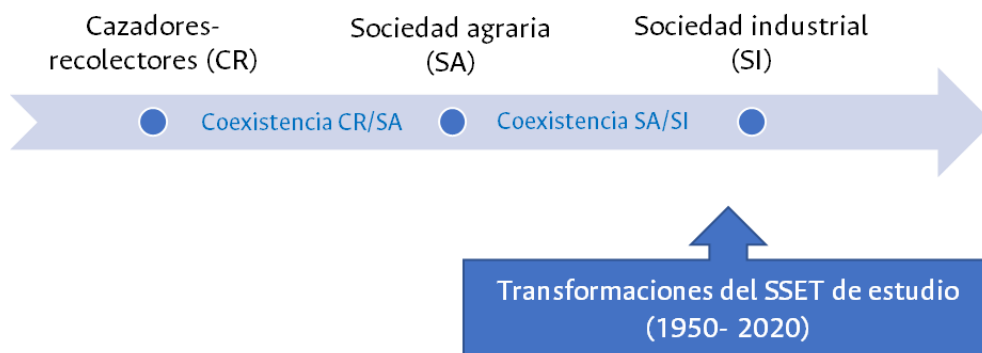 Cazadores-
recolectores (CR)
Sociedad agraria
(SA)
Sociedad industrial
(SI)
Coexistencia CR/SA
Coexistencia SA/SI
Transformaciones del SSET de estudio
(1950- 2020)